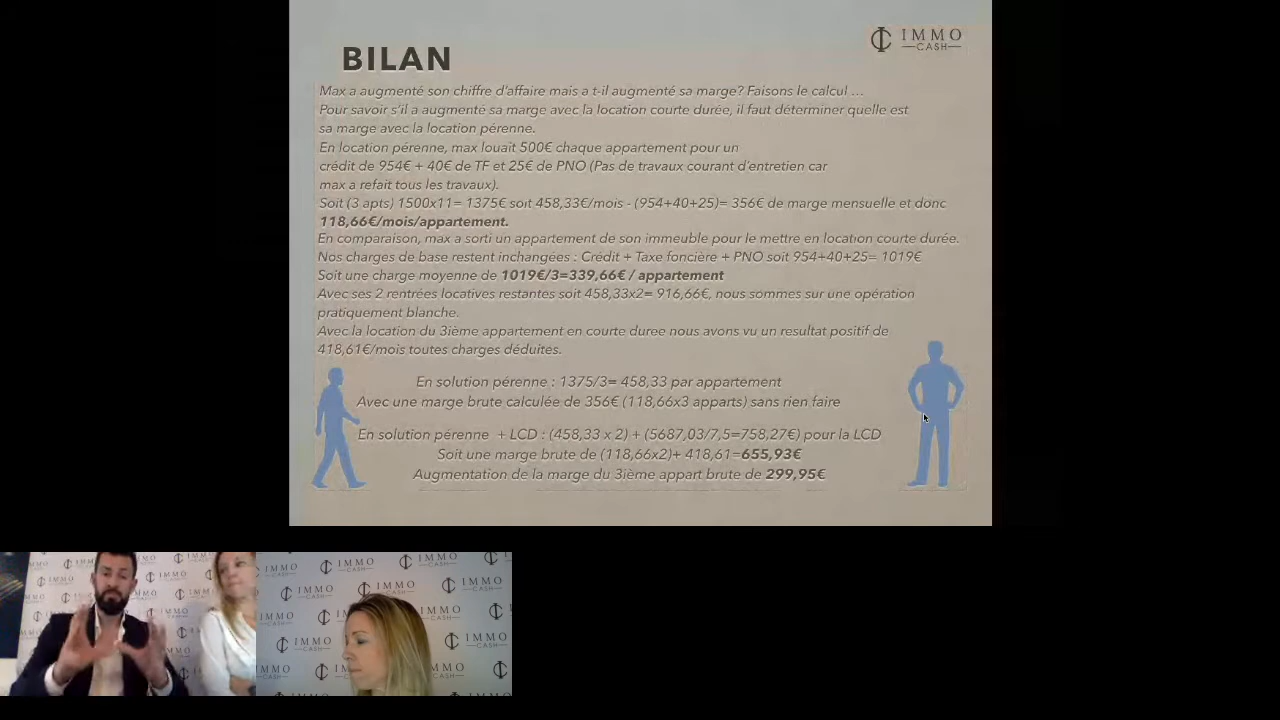 IMMO
CASH
BILAN
Max a augmenté son chiffre d'affaire mais a t-il augmenté sa marge? Faisons le calcul ...
Pour savoir s'il a augmenté sa marge avec la location courte durée, il faut déterminer quelle est
sa marge avec la location pérenne.
En location pérenne, max louait 500€ chaque appartement pour un
crédit de 954€ + 40€ de TF et 25€ de PNO (Pas de travaux courant d'entretien car
max a refait tous les travaux).
Soit (3 apts) 1500x11= 1375€ soit 458,33€/mois - (954+40+25)= 356€ de marge mensuelle et donc
118,66€/mois/appartement.
En comparaison, max a sorti un appartement de son immeuble pour le mettre en location courte durée.
Nos charges de base restent inchangées : Crédit + Taxe foncière + PNO soit 954+40+25= 1019€
Soit une charge moyenne de 1019€/3=339,66€ / appartement
Avec ses 2 rentrées locatives restantes soit 458,33x2= 916,66€, nous sommes sur une opération
pratiquement blanche.
Avec la location du 3ième appartement en courte duree nous avons vu un resultat positif de
418,61€/mois toutes charges déduites.
En solution pérenne : 1375/3= 458,33 par appartement
Avec une marge brute calculée de 356€ (118,66x3 apparts) sans rien faire
En solution pérenne + LCD : (458,33 x 2) + (5687,03/7,5=758.27€) pour la LCD
Soit une marge brute de (118,66x2)+ 418,61=655,93€
Augmentation de la marge du 3ième appart brute de 299,95€